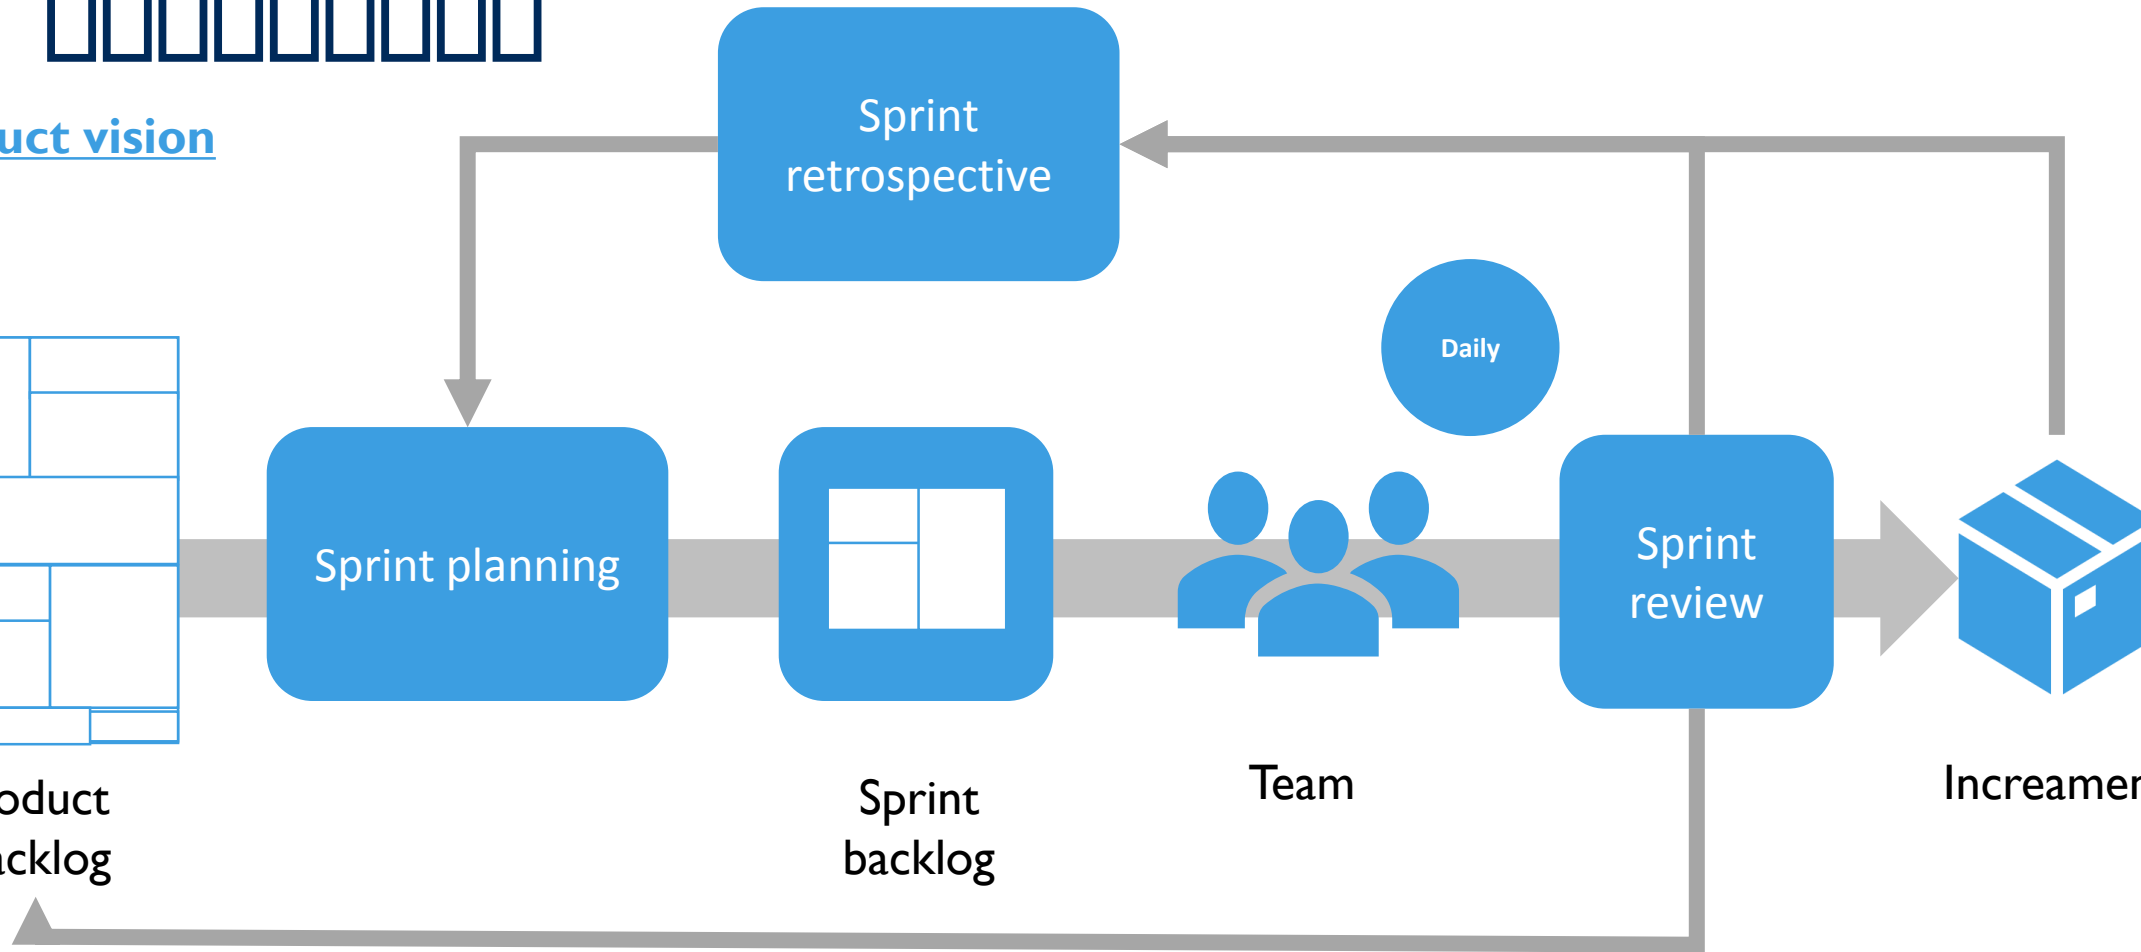 uct vision
Sprint
retrospective
Daily
Sprint planning
Sprint
review
oduct
acklog
Sprint
backlog
Team
Increamer